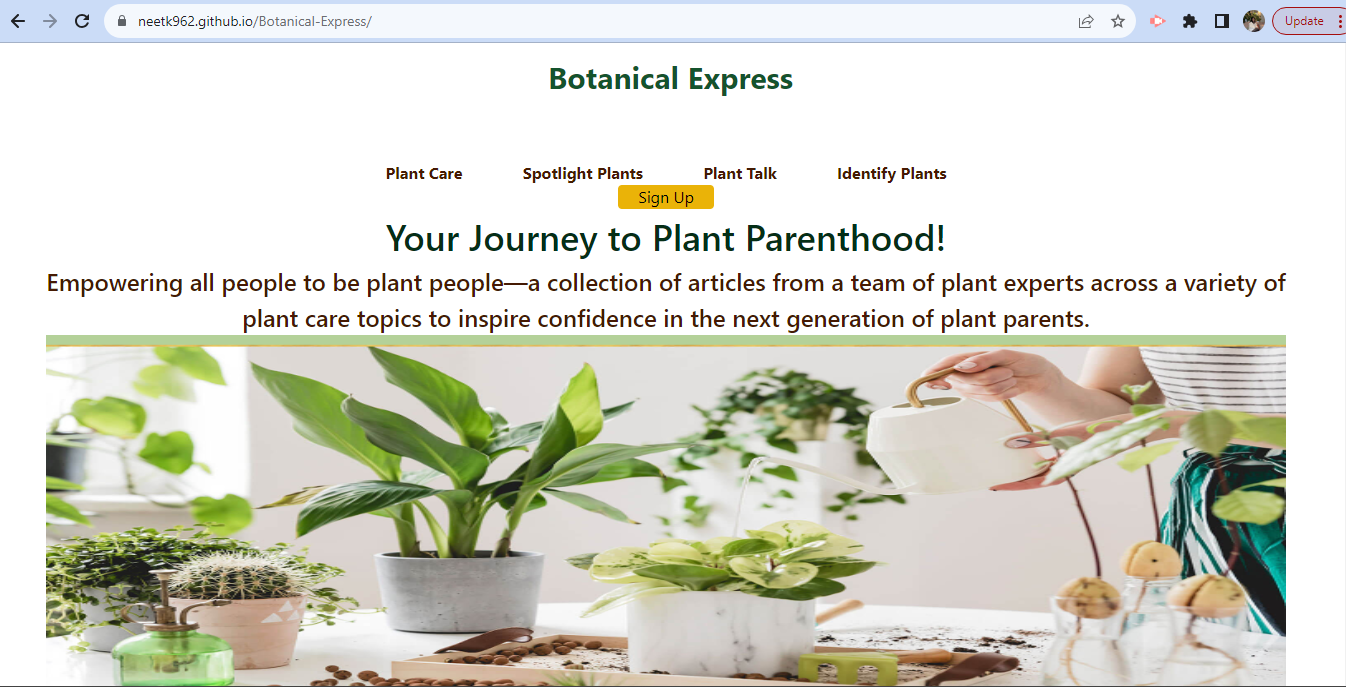 neetk962.github.io/Botanical-Express/
Update
Botanical Express
Plant Care Spotlight Plants Plant Talk Identify Plants
Sign Up
Your Journey to Plant Parenthood!
Empowering all people to be plant people—a collection of articles from a team of plant experts across a variety of
plant care topics to inspire confidence in the next generation of plant parents.